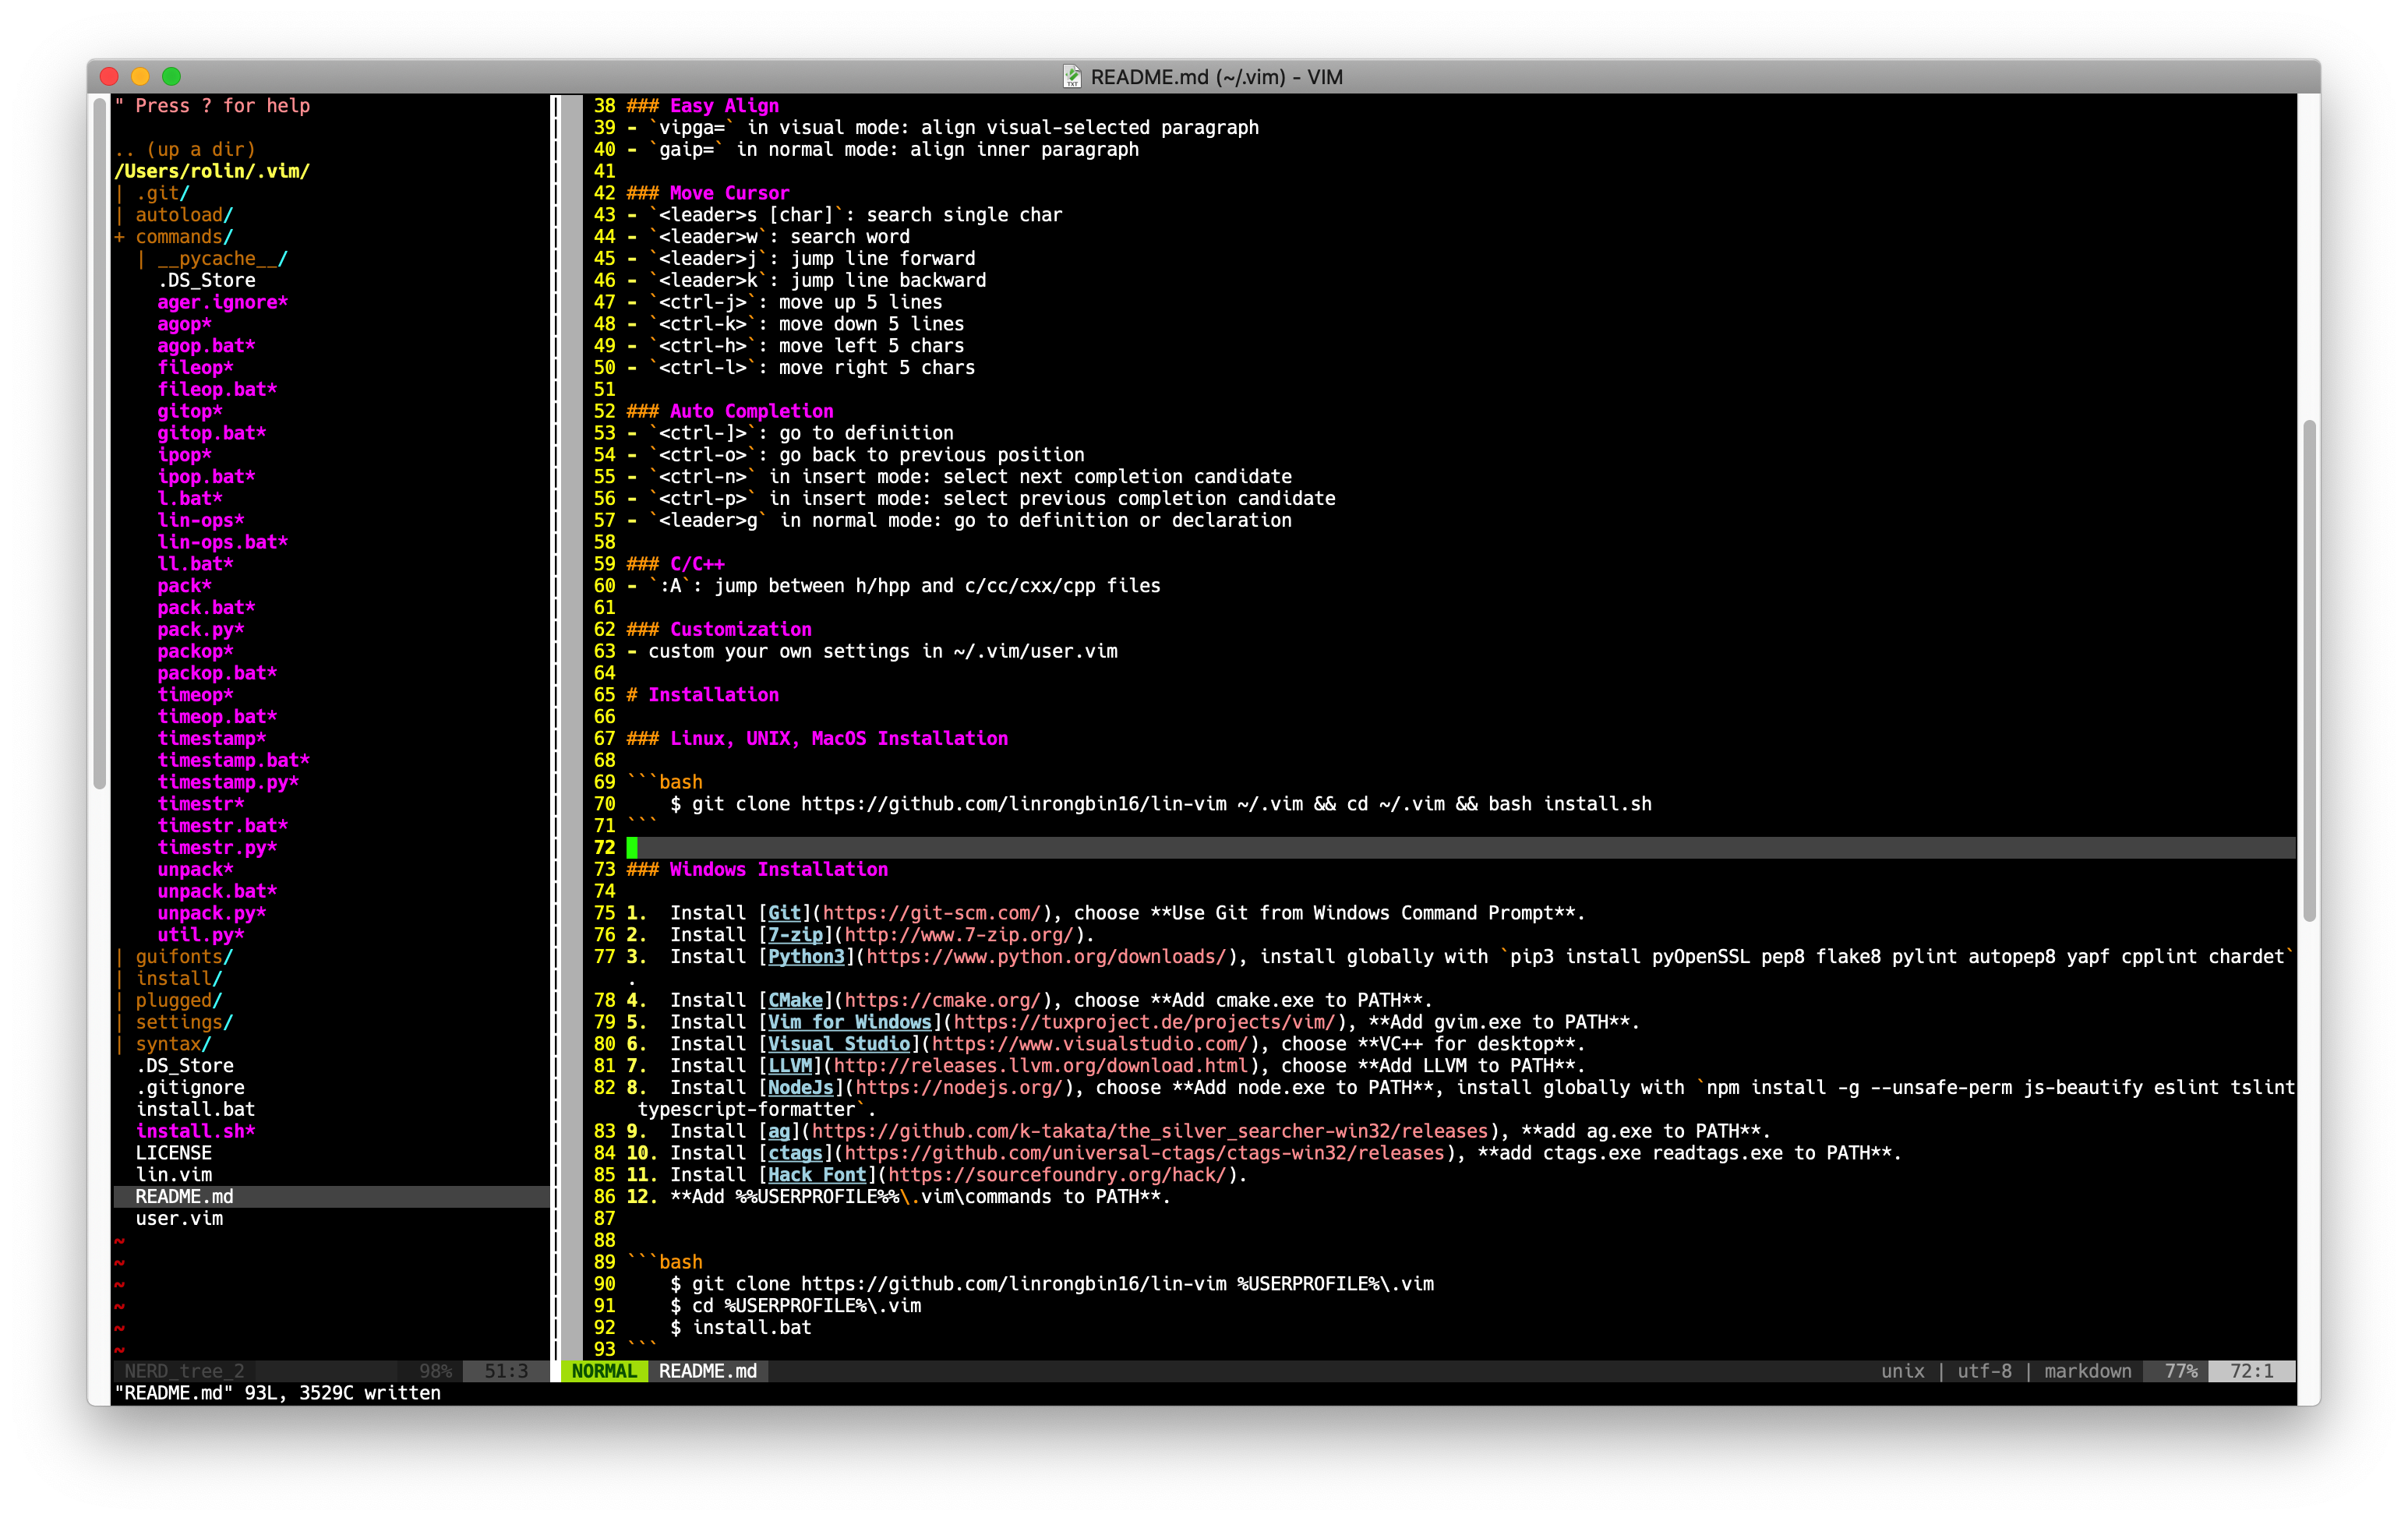 README.md (~/.vim) - VIM
" Press ? for help
.. (up a dir)
/Users/rolin/.vim/
| .git/
| autoload/
+ commands/
| __pycache__/
.DS_Store
ager.ignore*
agop*
agop.bat*
fileop*
fileop.bat*
gitop*
gitop.bat*
ipop*
ipop.bat*
l.bat*
lin-ops*
lin-ops.bat*
ll.bat*
pack*
pack.bat*
pack.py*
packop*
packop.bat*
timeop*
timeop.bat*
timestamp*
timestamp.bat*
timestamp.py*
timestr*
timestr.bat*
timestr.py*
unpack*
unpack.bat*
unpack.py*
util.py*
| guifonts/
| install/
| plugged/
| settings/
| syntax/
.DS_Store
.gitignore
install.bat
install.sh*
LICENSE
lin.vim
README.md
user.vim
~
~
~
~
~
~
38 ### Easy Align
39 - `vipga=` in visual mode: align visual-selected paragraph
40 - `gaip=` in normal mode: align inner paragraph
41
42 ### Move Cursor
43 - `<leader>s [char]`: search single char
44 - `<leader>w`: search word
45 - `<leader>j`: jump line forward
46 - `<leader>k`: jump line backward
47 - `<ctrl-j>`: move up 5 lines
48 - `<ctrl-k>`: move down 5 lines
49 - `<ctrl-h>`: move left 5 chars
50 - `<ctrl-l>`: move right 5 chars
51
52 ### Auto Completion
53 - `<ctrl-]>`: go to definition
54 - `<ctrl-o>`: go back to previous position
55 - `<ctrl-n>` in insert mode: select next completion candidate
56 - `<ctrl-p>` in insert mode: select previous completion candidate
57 - `<leader>g` in normal mode: go to definition or declaration
58
59 ### C/C++
60 - `:A`: jump between h/hpp and c/cc/cxx/cpp files
61
62 ### Customization
63 - custom your own settings in ~/.vim/user.vim
64
65 # Installation
66
67 ### Linux, UNIX, MacOS Installation
68
69 ```bash
70 $ git clone https://github.com/linrongbin16/lin-vim ~/.vim && cd ~/.vim && bash install.sh
71 ```
72
73 ### Windows Installation
74
75 1. Install [Git](https://git-scm.com/), choose **Use Git from Windows Command Prompt**.
76 2. Install [7-zip](http://www.7-zip.org/).
77 3. Install [Python3](https://www.python.org/downloads/), install globally with `pip3 install pyOpenSSL pep8 flake8 pylint autopep8 yapf cpplint chardet`
.
78 4. Install [CMake](https://cmake.org/), choose **Add cmake.exe to PATH**.
79 5. Install [Vim for Windows](https://tuxproject.de/projects/vim/), **Add gvim.exe to PATH**.
80 6. Install [Visual Studio](https://www.visualstudio.com/), choose **VC++ for desktop**.
81 7. Install [LLVM](http://releases.llvm.org/download.html), choose **Add LLVM to PATH**.
82 8. Install [NodeJs](https://nodejs.org/), choose **Add node.exe to PATH**, install globally with `npm install -g --unsafe-perm js-beautify eslint tslint
typescript-formatter`.
83 9. Install [ag](https://github.com/k-takata/the_silver_searcher-win32/releases), **add ag.exe to PATH**.
84 10. Install [ctags](https://github.com/universal-ctags/ctags-win32/releases), **add ctags.exe readtags.exe to PATH**.
85 11. Install [Hack Font](https://sourcefoundry.org/hack/).
86 12. **Add %%USERPROFILE%%\.vim\commands to PATH**.
87
88
89 ```bash
90 $ git clone https://github.com/linrongbin16/lin-vim %USERPROFILE%\.vim
91 $ cd %USERPROFILE%\.vim
92 $ install.bat
93 ```
NERD_tree_2 98% 51:3 NORMAL README.md unix | utf-8 | markdown 77% 72:1
"README.md" 93L, 3529C written